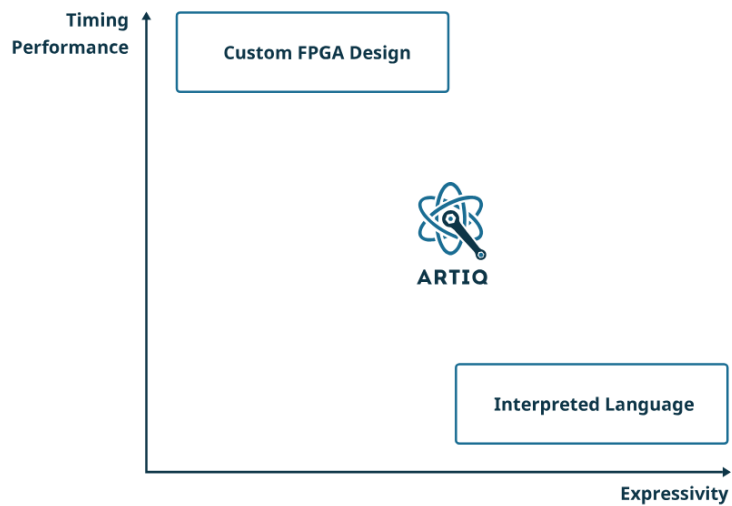 Timing
Performance
Custom FPGA Design
ARTIQ
Interpreted Language
Expressivity